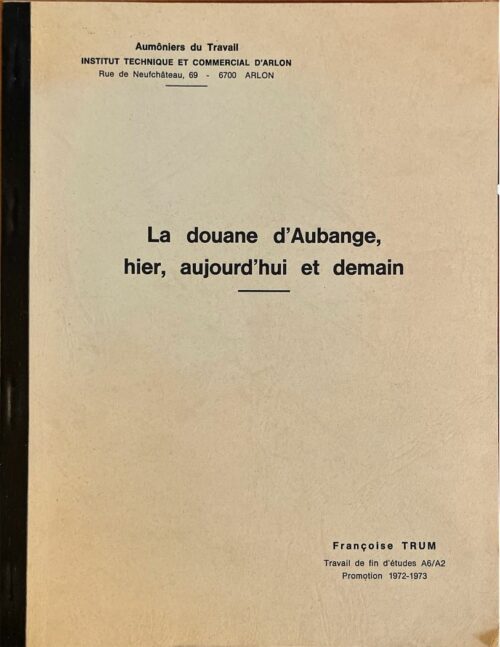 Aumôniers du Travail
INSTITUT TECHNIQUE ET COMMERCIAL D'ARLON
Rue de Neufchâteau, 69 - 6700 ARLON
La douane d'Aubange,
hier, aujourd'hui et demain
Françoise TRUM
Travail de fin d'études A6/A2
Promotion 1972-1973